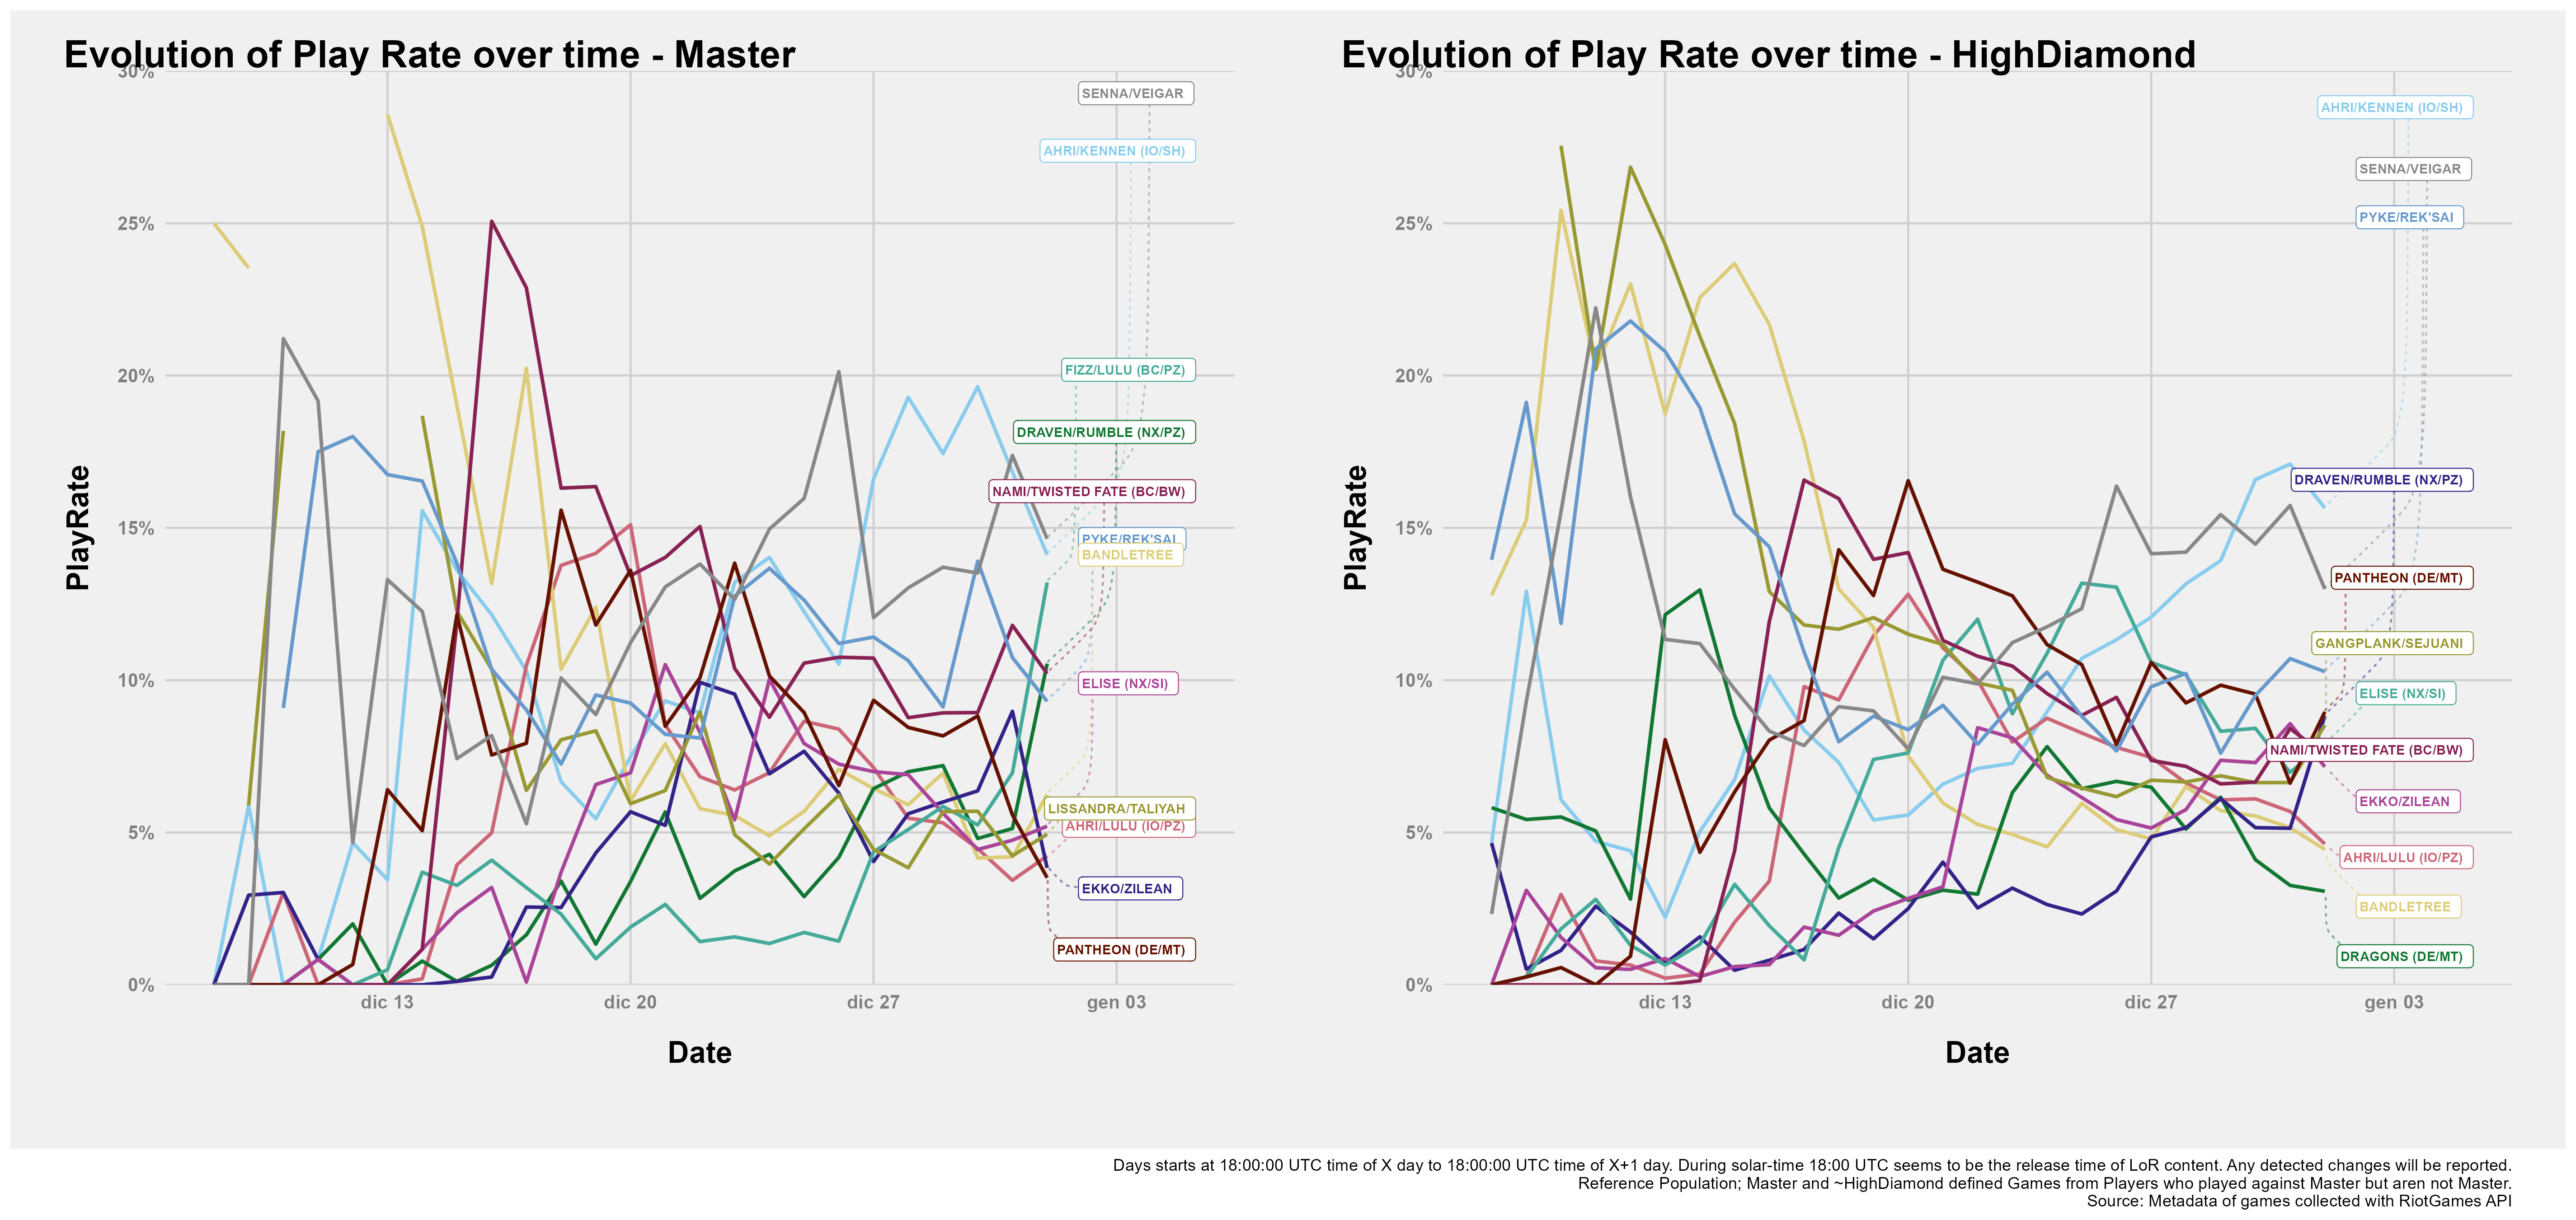 Evolution of Play Rate over time - Master
30%
25%
20%
15%
10%
5%
0%
PlayRate
SENNA/VEIGAR
AHRI/KENNEN (IO/SH)
FIZZ/LULU (BC/PZ)
DRAVEN/RUMBLE (NX/PZ)
NAMI/TWISTED FATE (BC/BW)
PYKE/REK'SAI
BANDLETREE
ELISE (NX/SI)
LISSANDRA/TALIYAH
AHRI/LULU (IO/PZ)
EKKO/ZILEAN
PANTHEON (DE/MT)
dic 13
dic 20
dic 27
gen 03
Date
Evolution of Play Rate over time - HighDiamond
30%
25%
20%
15%
10%
5%
0%
PlayRate
AHRI/KENNEN (IO/SH)
SENNA/VEIGAR
PYKE/REK'SAI
DRAVEN/RUMBLE (NX/PZ)
PANTHEON (DE/MT)
GANGPLANK/SEJUANI
ELISE (NX/SI)
NAMI/TWISTED FATE (BC/BW)
EKKO/ZILEAN
AHRI/LULU (IO/PZ)
BANDLETREE
DRAGONS (DE/MT)
dic 13
dic 20
dic 27
gen 03
Date
Days starts at 18:00:00 UTC time of X day to 18:00:00 UTC time of X+1 day. During solar-time 18:00 UTC seems to be the release time of LoR content. Any detected changes will be reported.
Reference Population; Master and ~HighDiamond defined Games from Players who played against Master but aren not Master.
Source: Metadata of games collected with RiotGames API